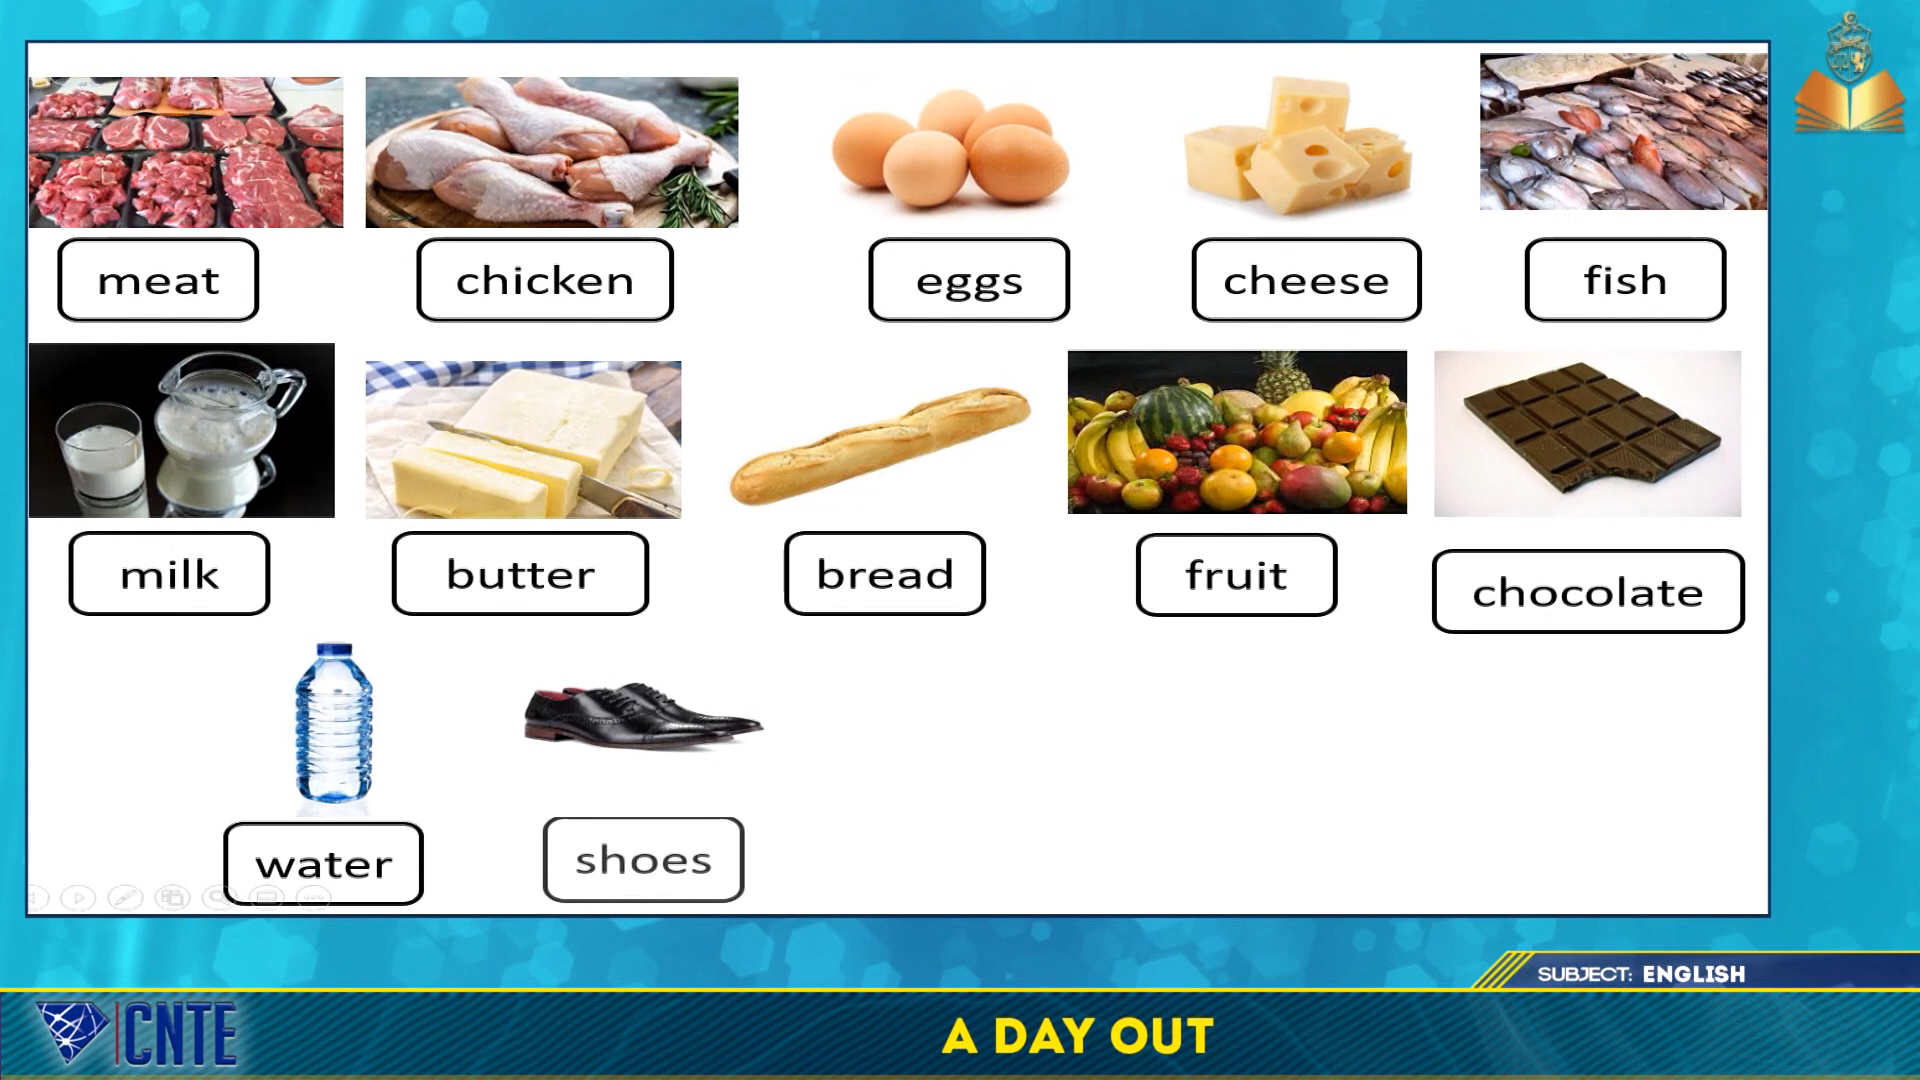 meat
chicken
eggs
cheese
fish
milk
butter
bread
fruit
chocolate
water
shoes
SUBJECT: ENGLISH
CNTE
A DAY OUT